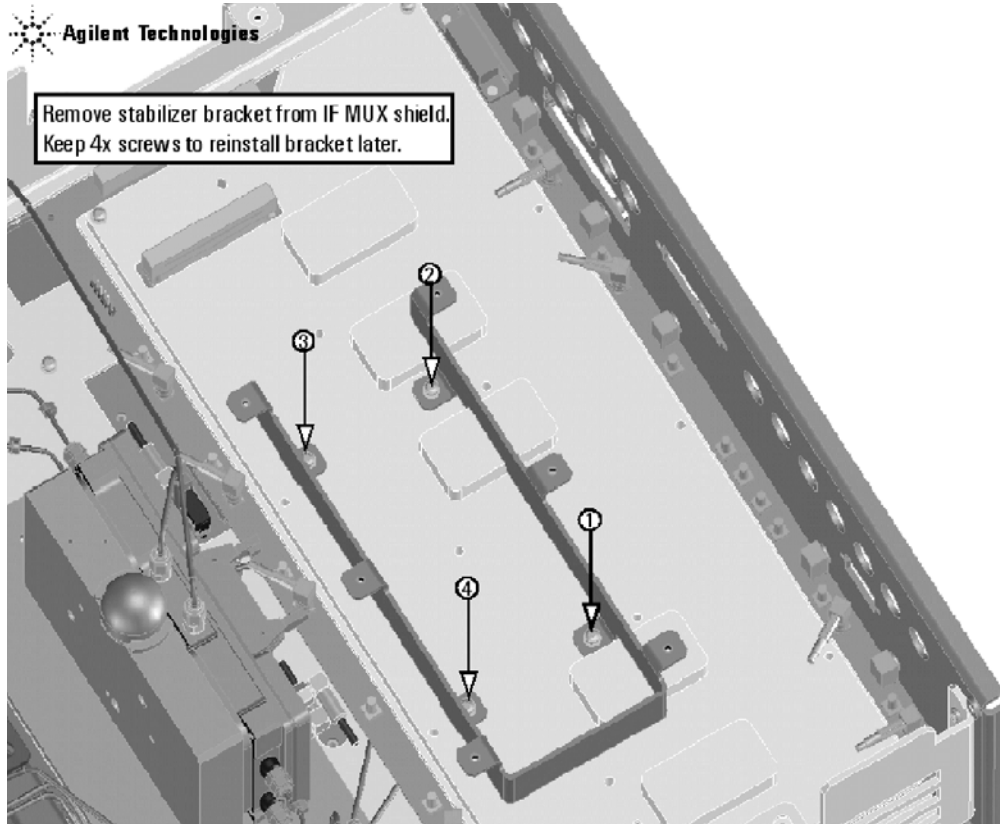 Agilent Technologies
Remove stabilizer bracket from IF MUX shield.
Keep 4x screws to reinstall bracket later.
2
3
1
4